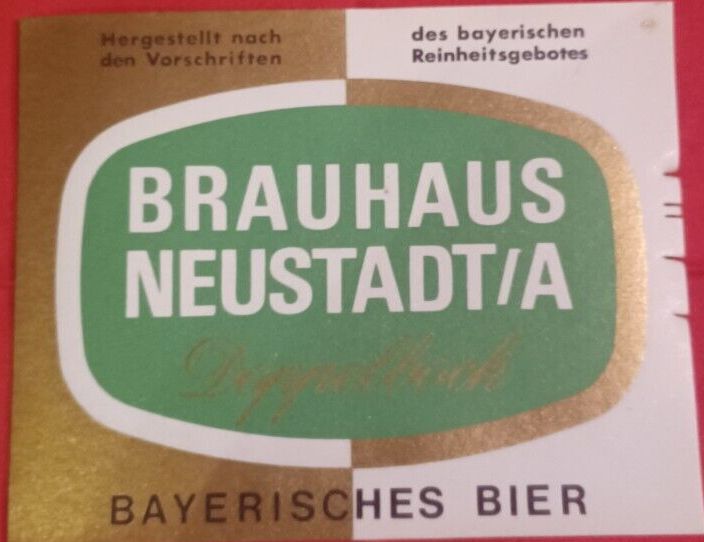 Hergestellt nach des bayerischen
den Vorschriften Reinheitsgebotes
BRAUHAUS
NEUSTADT/A
Doppelbock
BAYERISCHES BIER